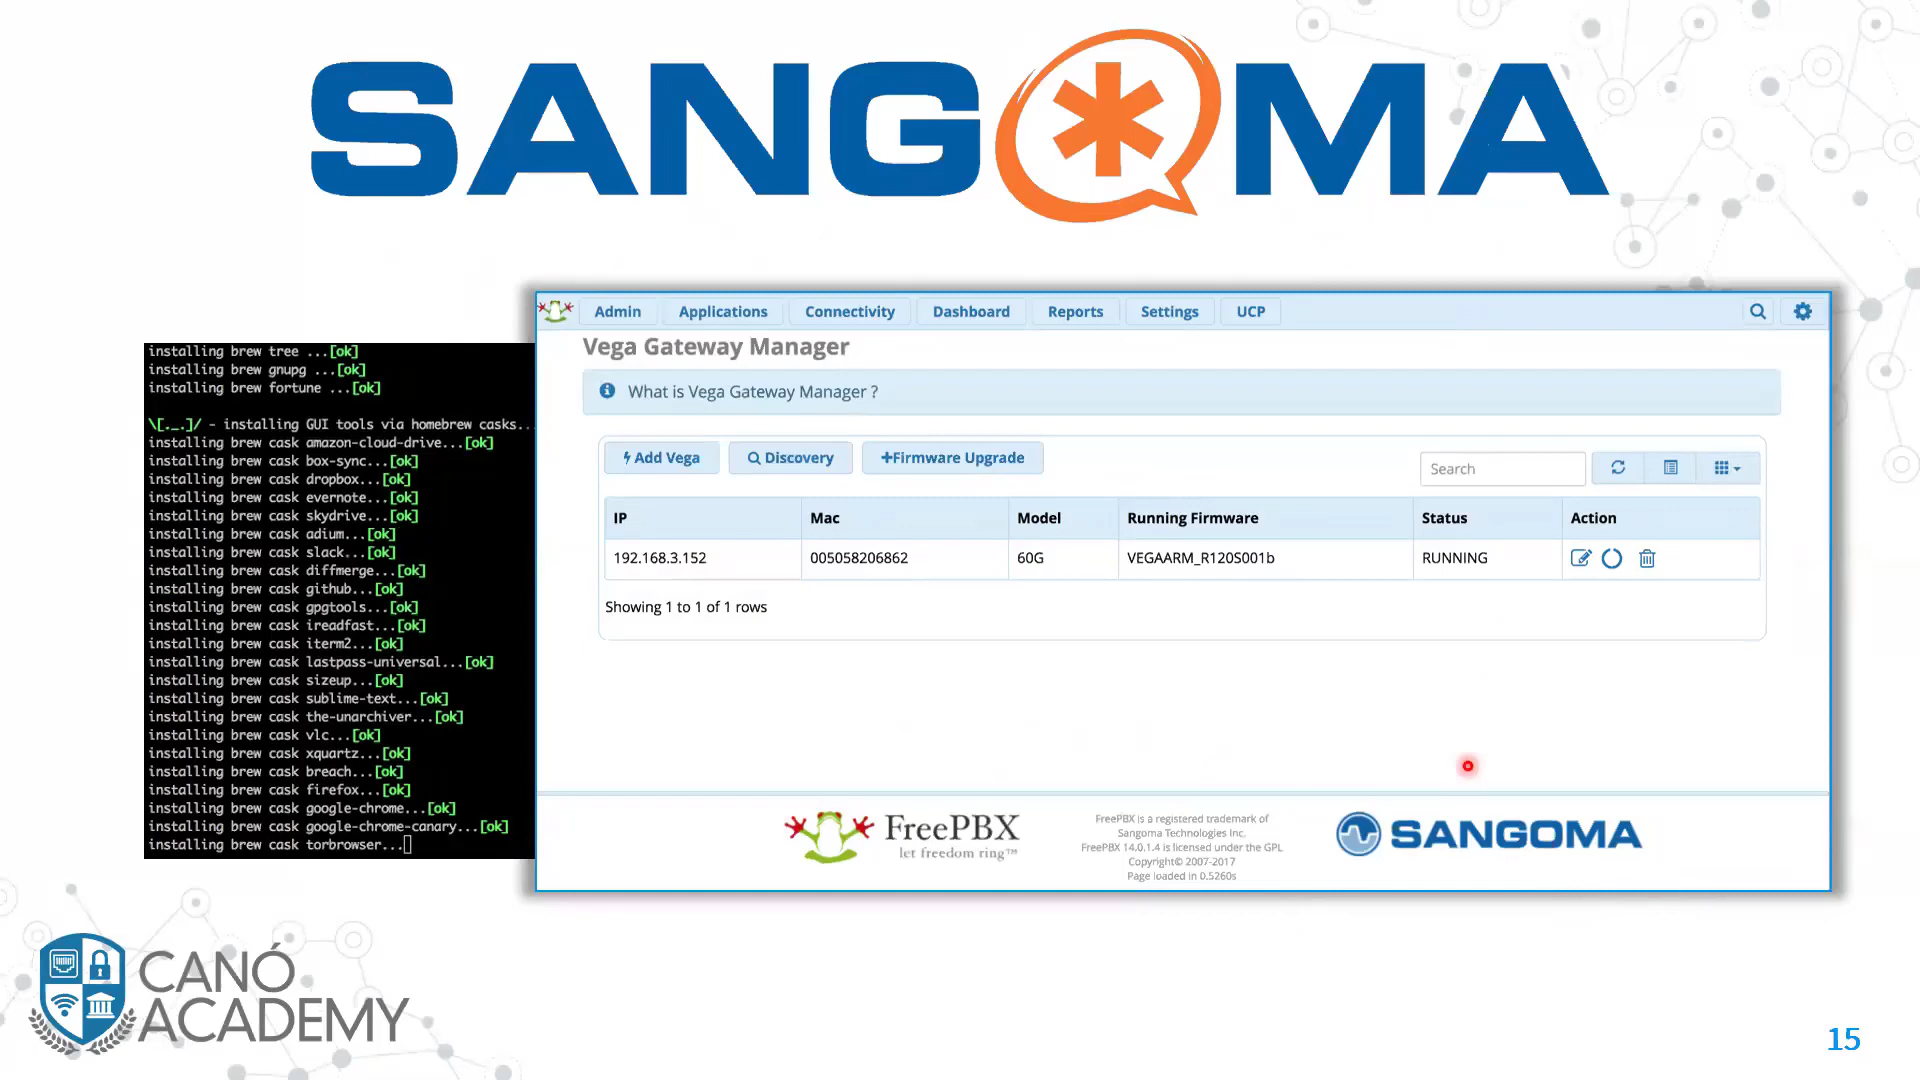 SANGOMA
installing brew tree ...[ok]
installing brew gnupg ...[ok]
installing brew fortune ...[ok]
\[._.]/ - installing GUI tools via homebrew casks..
installing brew cask amazon-cloud-drive...[ok]
installing brew cask box-sync...[ok]
installing brew cask dropbox...[ok]
installing brew cask evernote...[ok]
installing brew cask skydrive...[ok]
installing brew cask adium...[ok]
installing brew cask slack...[ok]
installing brew cask diffmerge...[ok]
installing brew cask github...[ok]
installing brew cask gpgtools...[ok]
installing brew cask ireadfast...[ok]
installing brew cask iterm2...[ok]
installing brew cask lastpass-universal...[ok]
installing brew cask sizeup...[ok]
installing brew cask sublime-text...[ok]
installing brew cask the-unarchiver...[ok]
installing brew cask vlc...[ok]
installing brew cask xquartz...[ok]
installing brew cask breach...[ok]
installing brew cask firefox...[ok]
installing brew cask google-chrome...[ok]
installing brew cask google-chrome-canary...[ok]
installing brew cask torbrowser...
Admin Applications Connectivity Dashboard Reports Settings UCP
Vega Gateway Manager
What is Vega Gateway Manager ?
Add Vega Discovery +Firmware Upgrade Search
IP Mac Model Running Firmware Status Action
192.168.3.152 005058206862 60G VEGAARM_R120S001b RUNNING
Showing 1 to 1 of 1 rows
FreePBX
let freedom ring™
FreePBX is a registered trademark of
Sangoma Technologies Inc.
FreePBX 14.0.1.4 is licensed under the GPL
Copyright© 2007-2017
Page loaded in 0.5260s
SANGOMA
CANÓ
ACADEMY
15